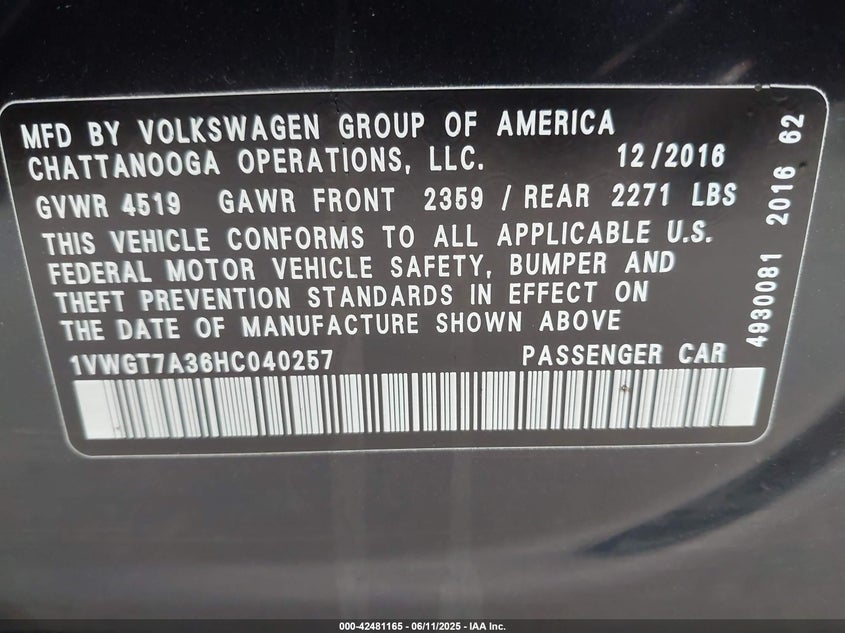 MFD BY VOLKSWAGEN GROUP OF AMERICA
CHATTANOOGA OPERATIONS, LLC. 12/2016
GVWR 4519 GAWR FRONT 2359 / REAR 2271 LBS
THIS VEHICLE CONFORMS TO ALL APPLICABLE U.S.
FEDERAL MOTOR VEHICLE SAFETY, BUMPER AND
THEFT PREVENTION STANDARDS IN EFFECT ON
THE DATE OF MANUFACTURE SHOWN ABOVE
1VWGT7A36HC040257 PASSENGER CAR
4930081 2016 62
000-42481165 - 06/11/2025 - IAA Inc.